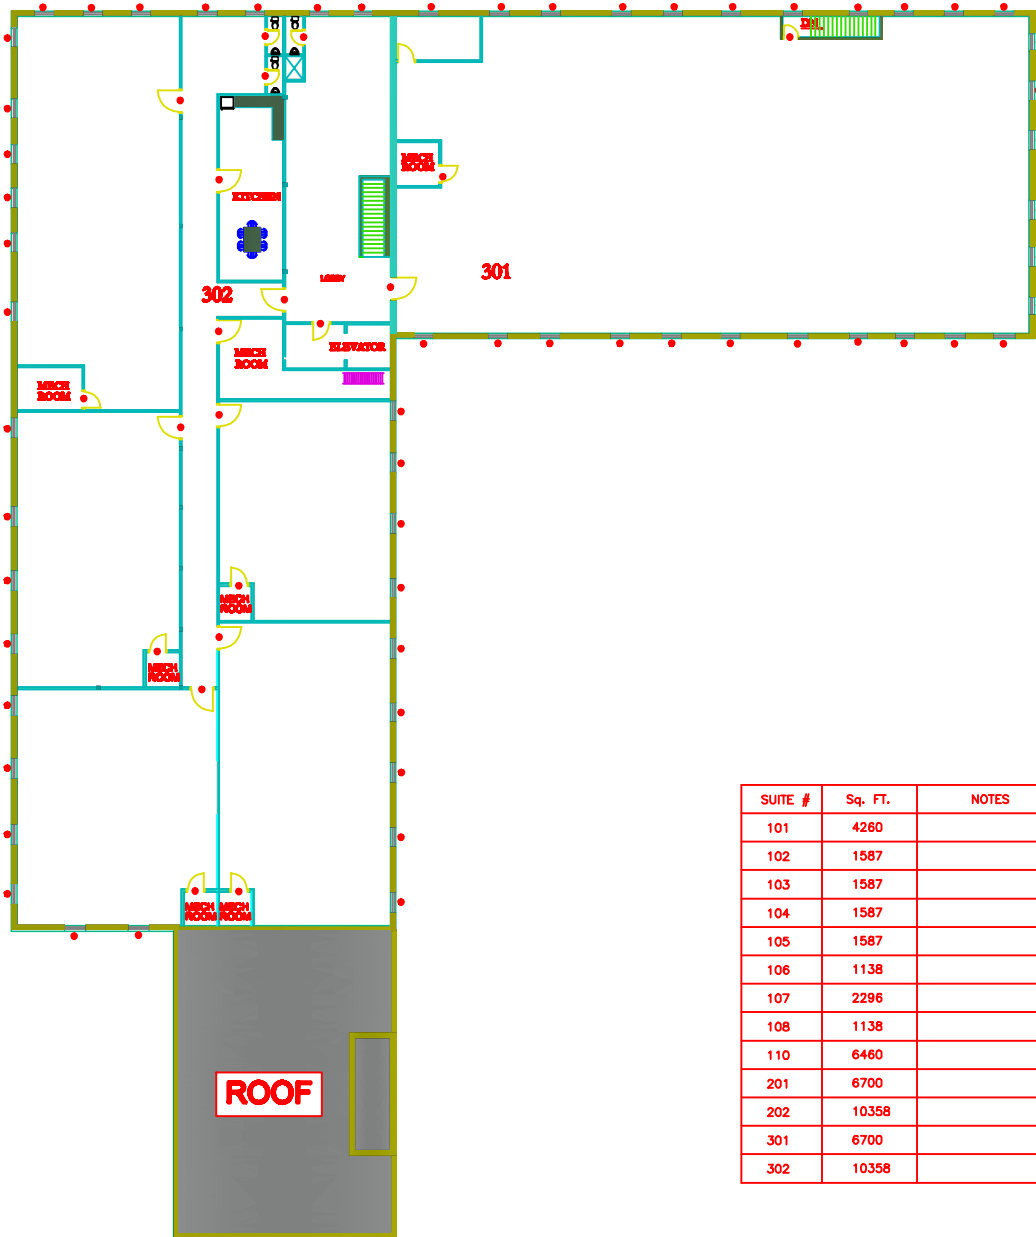 DN.
MECH
ROOM
KITCHEN
LOBBY
301
302
MECH
ROOM
ELEVATOR
MECH
ROOM
MECH
ROOM
MECH
ROOM
MECH
ROOM
MECH
ROOM
ROOF
SUITE # Sq. FT. NOTES
101 4260
102 1587
103 1587
104 1587
105 1587
106 1138
107 2296
108 1138
110 6460
201 6700
202 10358
301 6700
302 10358